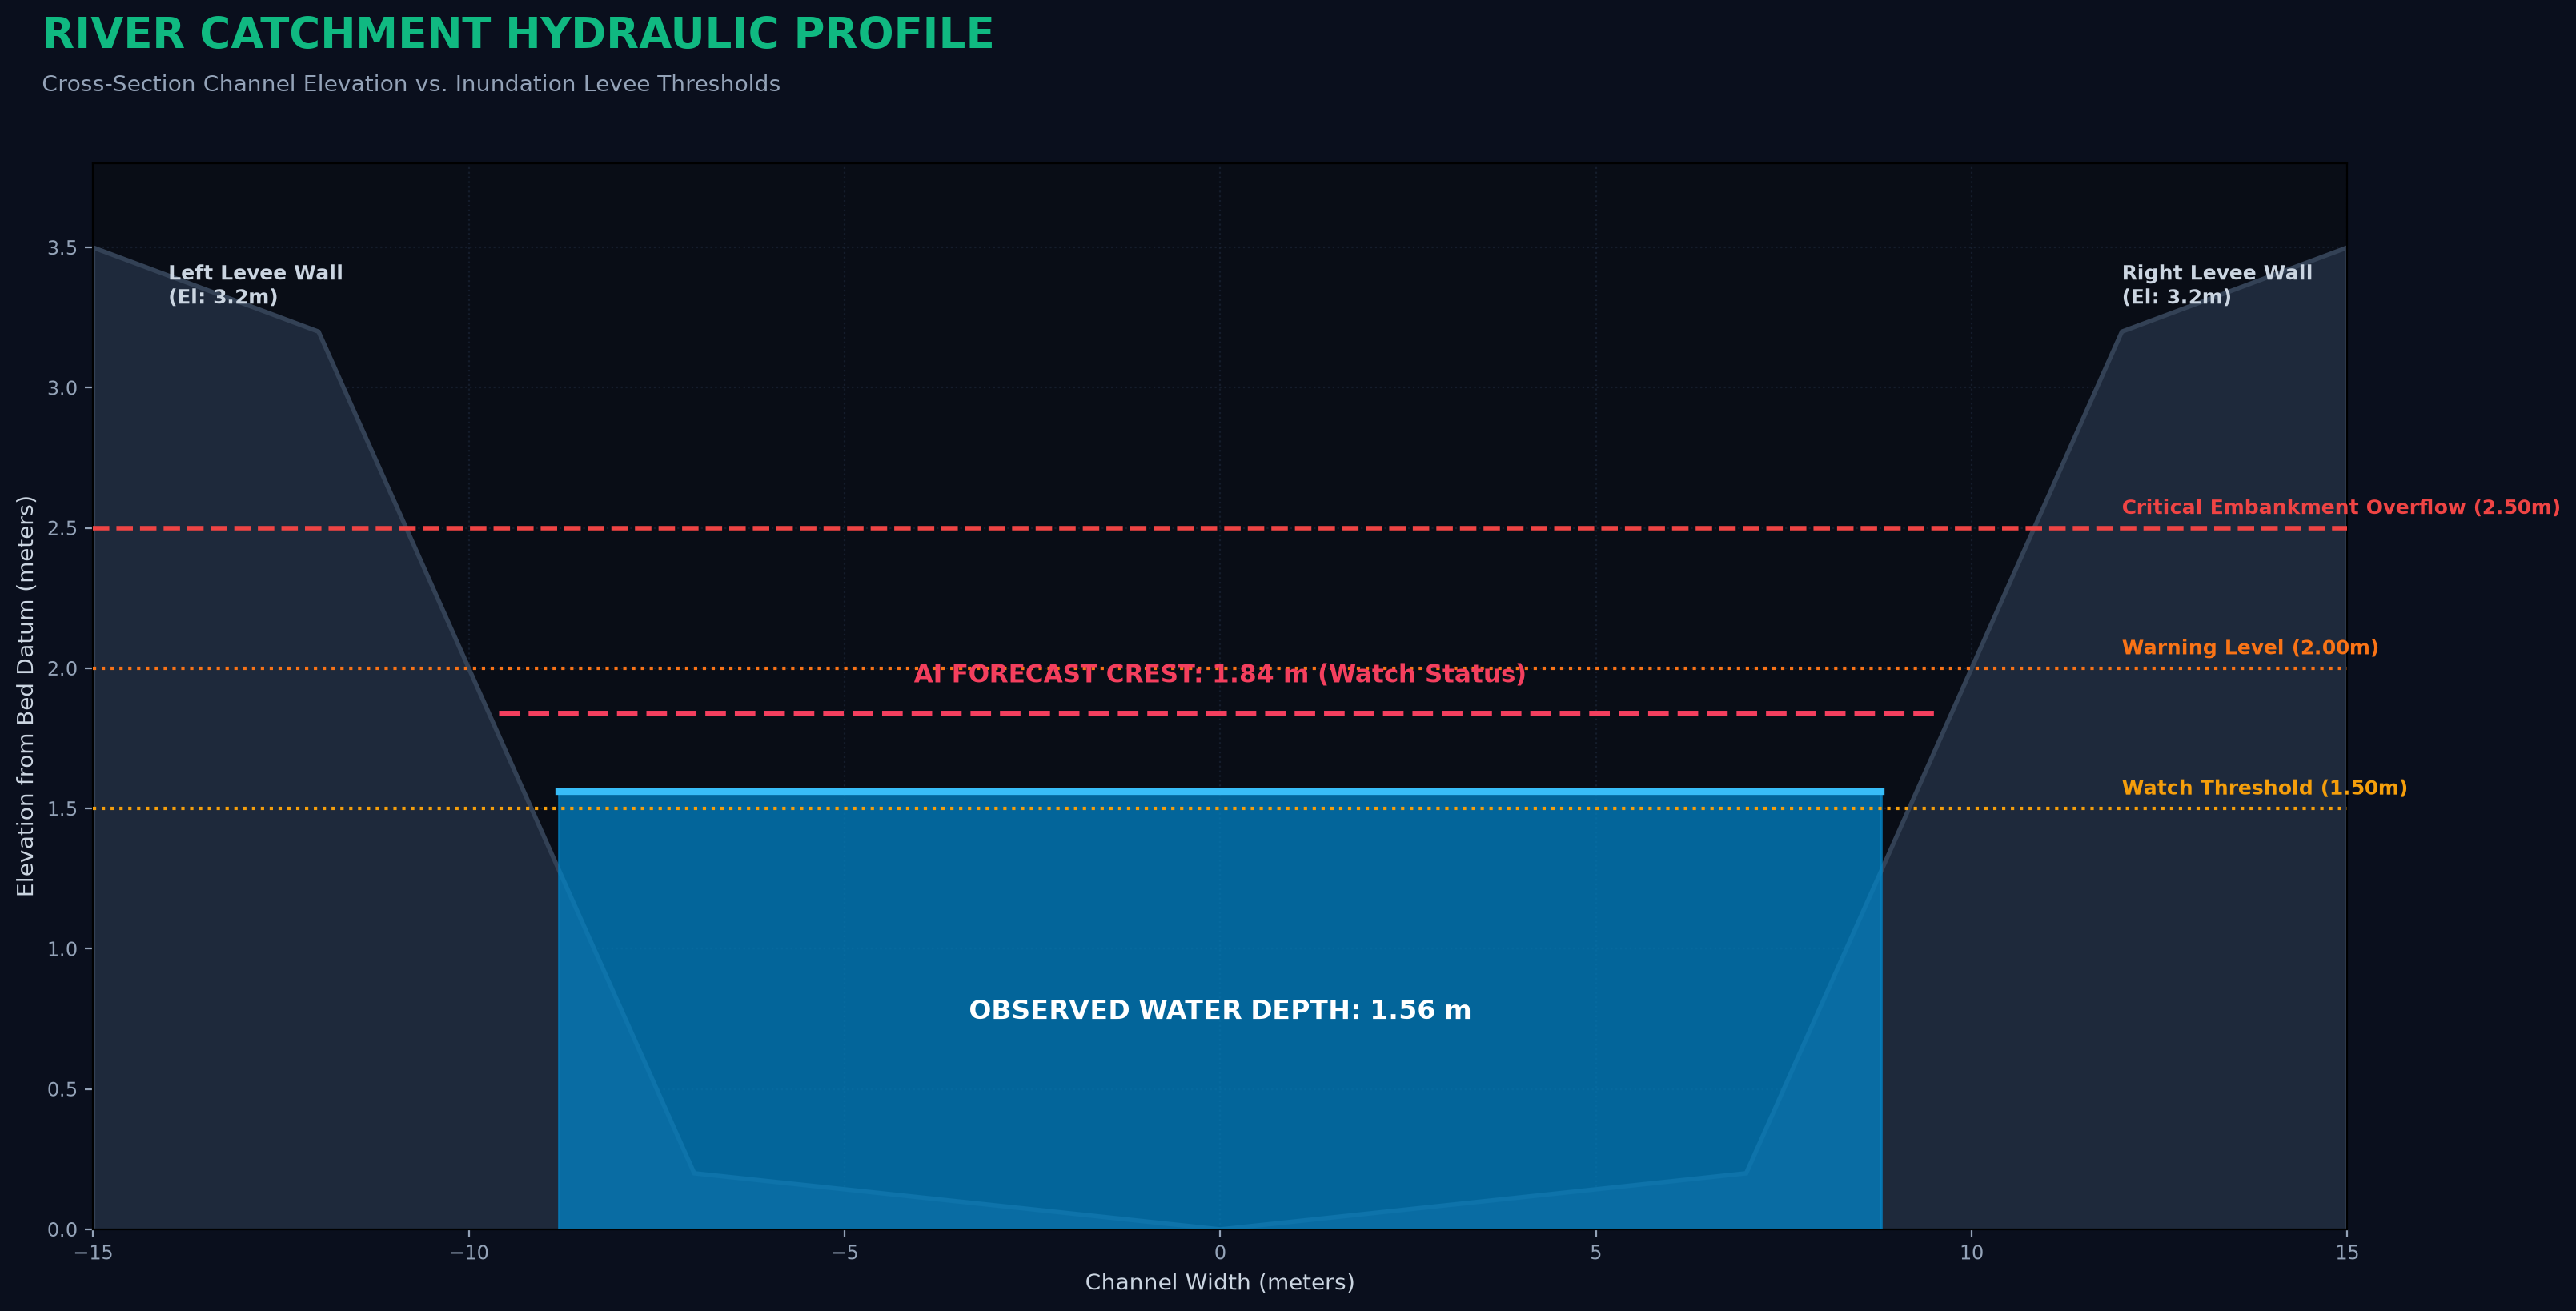 RIVER CATCHMENT HYDRAULIC PROFILE
Cross-Section Channel Elevation vs. Inundation Levee Thresholds
3.5
Left Levee Wall
(El: 3.2m)
Right Levee Wall
(El: 3.2m)
3.0
Critical Embankment Overflow (2.50m)
2.5
Warning Level (2.00m)
2.0
AI FORECAST CREST: 1.84 m (Watch Status)
Watch Threshold (1.50m)
1.5
Elevation from Bed Datum (meters)
1.0
OBSERVED WATER DEPTH: 1.56 m
0.5
0.0
−15
−10
−5
0
5
10
15
Channel Width (meters)